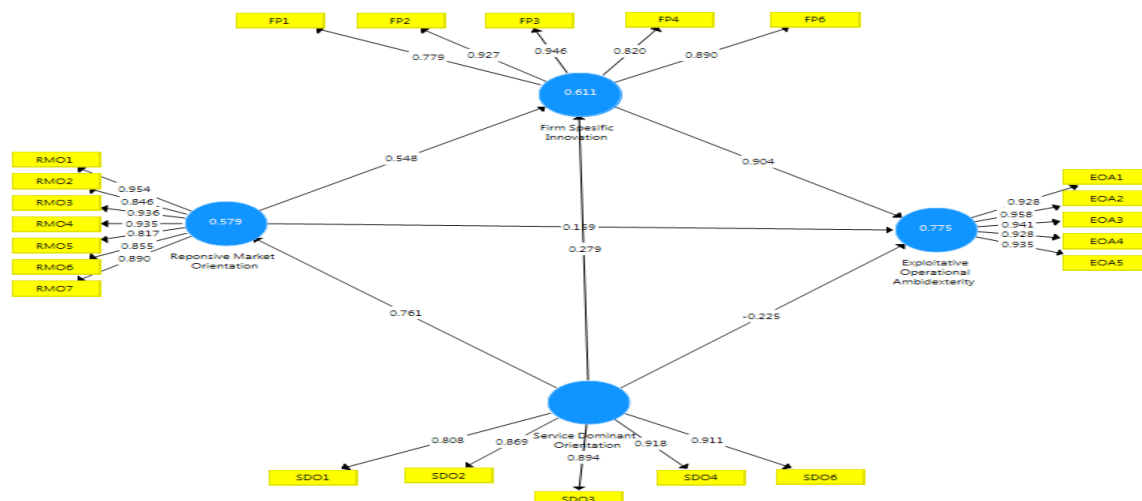 FP1 FP2 FP3 FP4 FP6
0.779 0.927 0.946 0.820 0.890
0.611
Firm Spesific
Innovation
RMO1
RMO2
RMO3
RMO4
RMO5
RMO6
RMO7
0.954
0.846
0.936
0.935
0.817
0.855
0.890
0.579
Reponsive Market
Orientation
0.548
0.904
0.159
0.279
0.761
-0.225
0.775
Exploitative
Operational
Ambidexterity
0.928
0.958
0.941
0.928
0.935
EOA1
EOA2
EOA3
EOA4
EOA5
Service Dominant
Orientation
0.808 0.869 0.894 0.918 0.911
SDO1 SDO2 SDO3 SDO4 SDO6